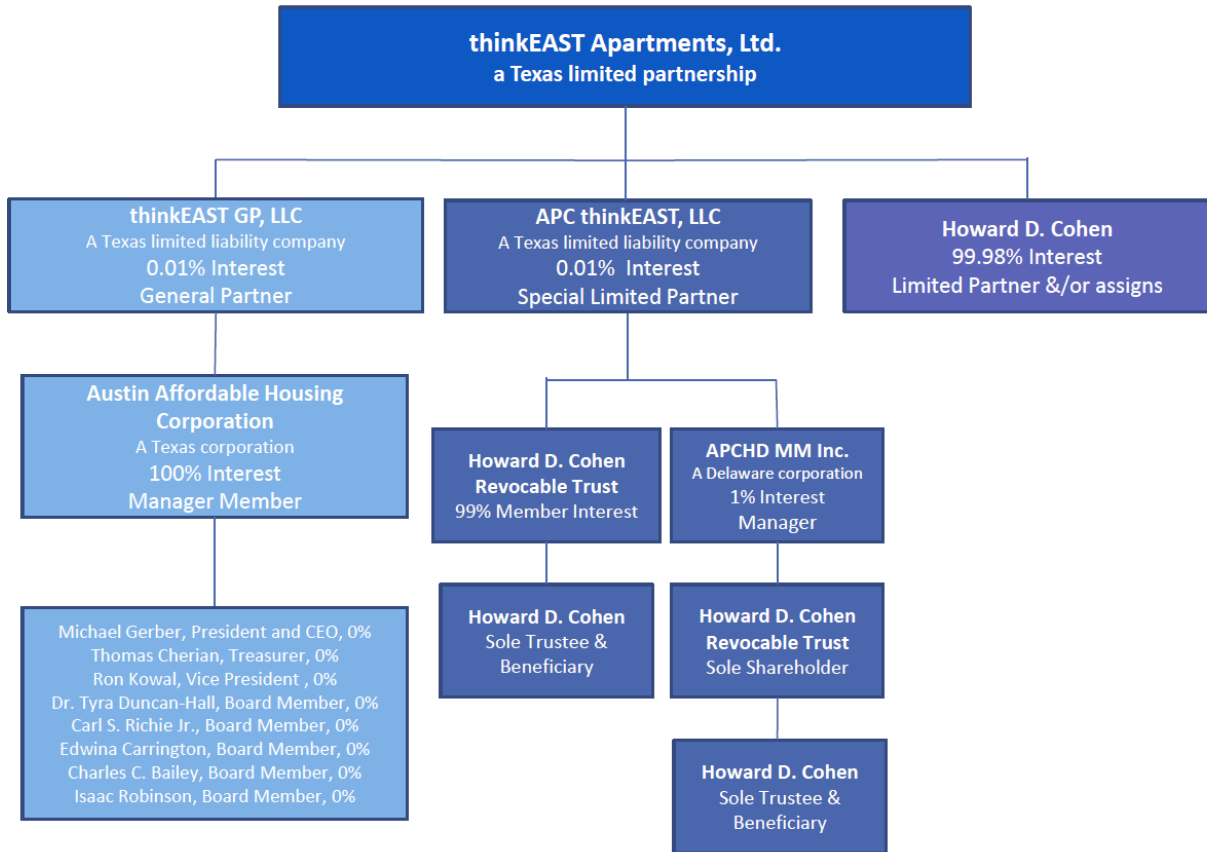 thinkEAST Apartments, Ltd.
a Texas limited partnership
thinkEAST GP, LLC
A Texas limited liability company
0.01% Interest
General Partner
APC thinkEAST, LLC
A Texas limited liability company
0.01% Interest
Special Limited Partner
Howard D. Cohen
99.98% Interest
Limited Partner &/or assigns
Austin Affordable Housing
Corporation
A Texas corporation
100% Interest
Manager Member
Howard D. Cohen
Revocable Trust
99% Member Interest
APCHD MM Inc.
A Delaware corporation
1% Interest
Manager
Michael Gerber, President and CEO, 0%
Thomas Cherian, Treasurer, 0%
Ron Kowal, Vice President , 0%
Dr. Tyra Duncan-Hall, Board Member, 0%
Carl S. Richie Jr., Board Member, 0%
Edwina Carrington, Board Member, 0%
Charles C. Bailey, Board Member, 0%
Isaac Robinson, Board Member, 0%
Howard D. Cohen
Sole Trustee &
Beneficiary
Howard D. Cohen
Revocable Trust
Sole Shareholder
Howard D. Cohen
Sole Trustee &
Beneficiary